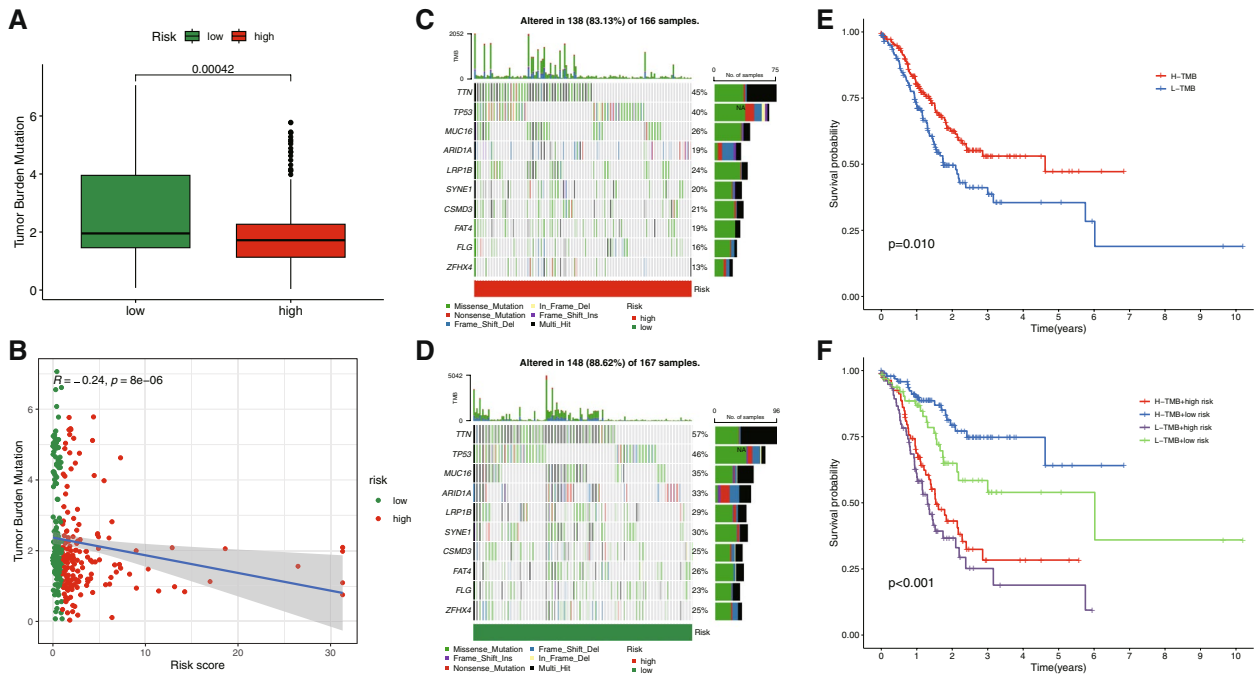 A
Risk low high
0.00042
Tumor Burden Mutation
6
4
2
0
low high
B
R = −0.24, p = 8e−06
Tumor Burden Mutation
6
4
2
0
0 10 20 30
Risk score
risk
low
high
C
Altered in 138 (83.13%) of 166 samples.
2052
TMB
0
0 75
No. of samples
TTN 45%
TP53 40% NA
MUC16 26%
ARID1A 19%
LRP1B 24%
SYNE1 20%
CSMD3 21%
FAT4 19%
FLG 16%
ZFHX4 13%
Risk
Missense_Mutation In_Frame_Del Risk
Nonsense_Mutation Frame_Shift_Ins high
Frame_Shift_Del Multi_Hit low
D
Altered in 148 (88.62%) of 167 samples.
5042
TMB
0
0 96
No. of samples
TTN 57%
TP53 46% NA
MUC16 35%
ARID1A 33%
LRP1B 29%
SYNE1 30%
CSMD3 25%
FAT4 26%
FLG 23%
ZFHX4 25%
Risk
Missense_Mutation Frame_Shift_Del Risk
Frame_Shift_Ins In_Frame_Del high
Nonsense_Mutation Multi_Hit low
E
Survival probability
1.00
0.75
0.50
0.25
0.00
H−TMB
L−TMB
p=0.010
0 1 2 3 4 5 6 7 8 9 10
Time(years)
F
Survival probability
1.00
0.75
0.50
0.25
0.00
H−TMB+high risk
H−TMB+low risk
L−TMB+high risk
L−TMB+low risk
p<0.001
0 1 2 3 4 5 6 7 8 9 10
Time(years)